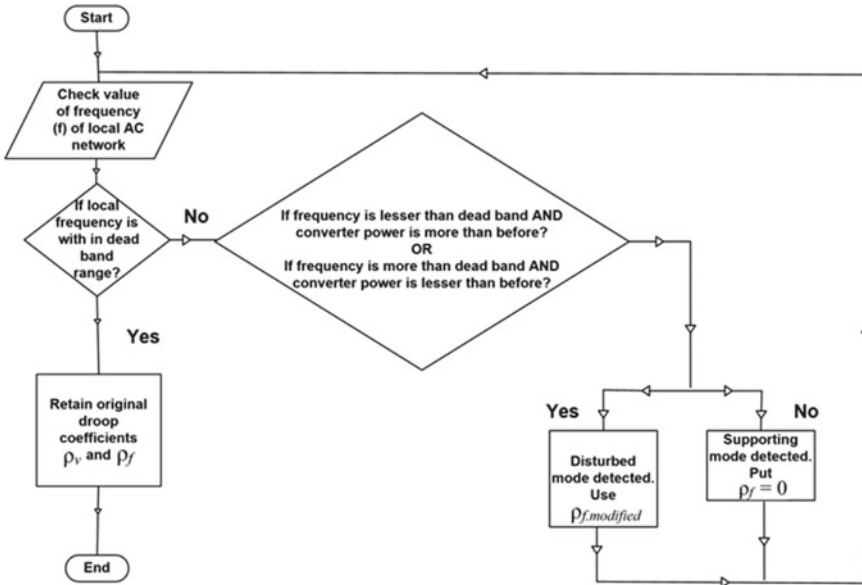 Start
Check value
of frequency
(f) of local AC
network
If local
frequency is
with in dead
band
range?
No
If frequency is lesser than dead band AND
converter power is more than before?
OR
If frequency is more than dead band AND
converter power is lesser than before?
Yes
Retain original
droop
coefficients
ρv and ρf
End
Yes
No
Disturbed
mode detected.
Use
ρf.modified
Supporting
mode detected.
Put
ρf = 0